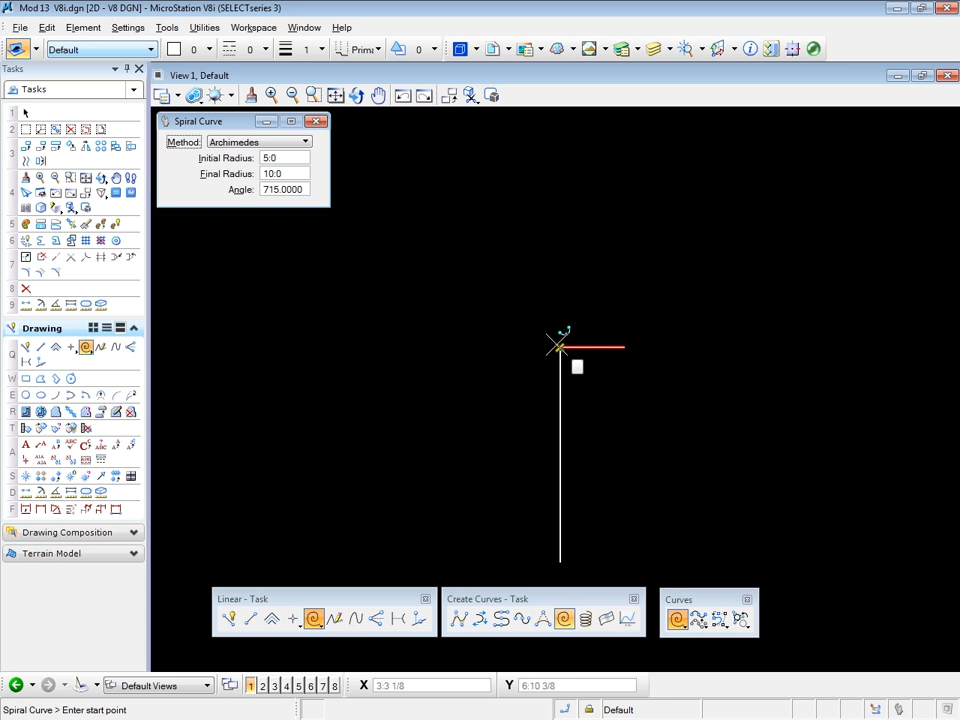 Mod 13 V8i.dgn [2D - V8 DGN] - MicroStation V8i (SELECTseries 3)
File Edit Element Settings Tools Utilities Workspace Window Help
Default 0 0 1 Prima 0
Tasks
View 1, Default
Tasks
Spiral Curve
Method: Archimedes
Initial Radius: 5:0
Final Radius: 10:0
Angle: 715.0000
1
2
3
4
5
6
7
8
9
Drawing
Q
W
E
R
T
A
S
D
F
Drawing Composition
Terrain Model
Linear - Task
Create Curves - Task
Curves
Default Views 1 2 3 4 5 6 7 8 X 3:3 1/8 Y 6:10 3/8
Spiral Curve > Enter start point
Default